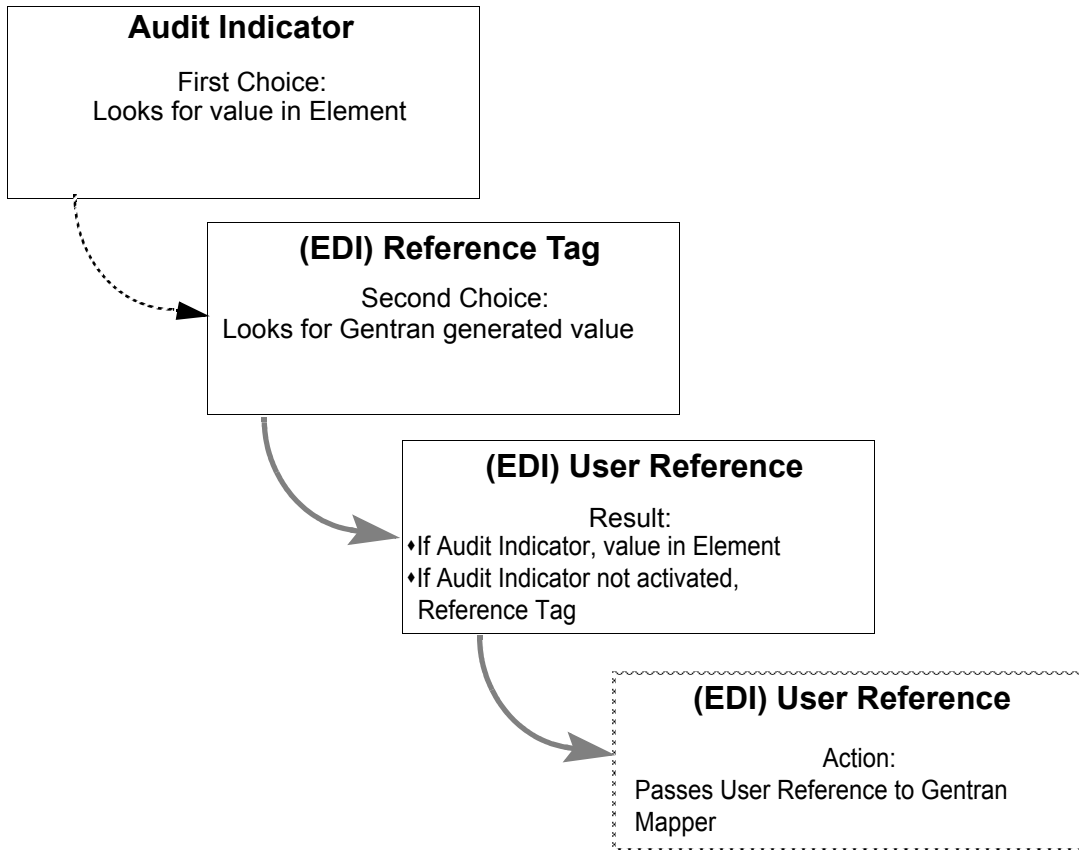 Audit Indicator
First Choice:
Looks for value in Element
(EDI) Reference Tag
Second Choice:
Looks for Gentran generated value
(EDI) User Reference
Result:
♦If Audit Indicator, value in Element
♦If Audit Indicator not activated,
Reference Tag
(EDI) User Reference
Action:
Passes User Reference to Gentran
Mapper